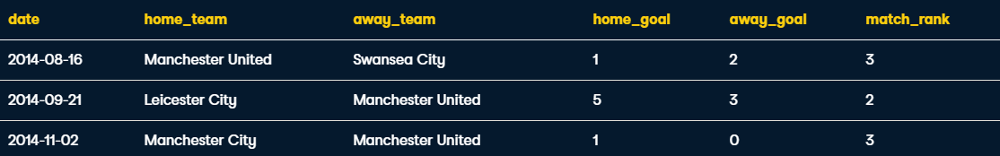 date home_team away_team home_goal away_goal match_rank
2014-08-16 Manchester United Swansea City 1 2 3
2014-09-21 Leicester City Manchester United 5 3 2
2014-11-02 Manchester City Manchester United 1 0 3